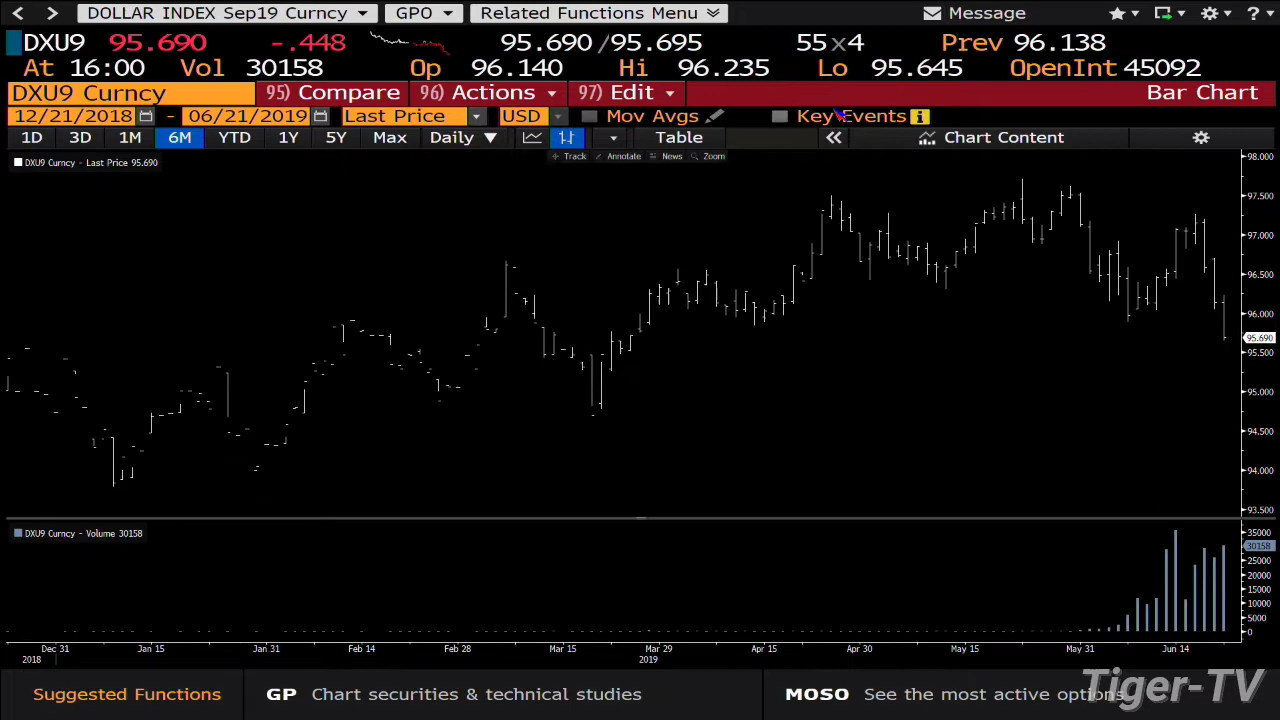 DOLLAR INDEX Sep19 Curncy GPO Related Functions Menu Message ?
DXU9 95.690 -.448 95.690/95.695 55x4 Prev 96.138
At 16:00 Vol 30158 Op 96.140 Hi 96.235 Lo 95.645 OpenInt 45092
DXU9 Curncy 95) Compare 96) Actions 97) Edit Bar Chart
12/21/2018 - 06/21/2019 Last Price USD Mov Avgs Key Events i
1D 3D 1M 6M YTD 1Y 5Y Max Daily ▼ Table « Chart Content
Track Annotate News Zoom
DXU9 Curncy - Last Price 95.690
98.000
97.500
97.000
96.500
96.000
95.690
95.500
95.000
94.500
94.000
93.500
DXU9 Curncy - Volume 30158
35000
30158
25000
20000
15000
10000
5000
0
Dec 31 Jan 15 Jan 31 Feb 14 Feb 28 Mar 15 Mar 29 Apr 15 Apr 30 May 15 May 31 Jun 14
2018 2019
Suggested Functions GP Chart securities & technical studies MOSO See the most active options
Tiger-TV